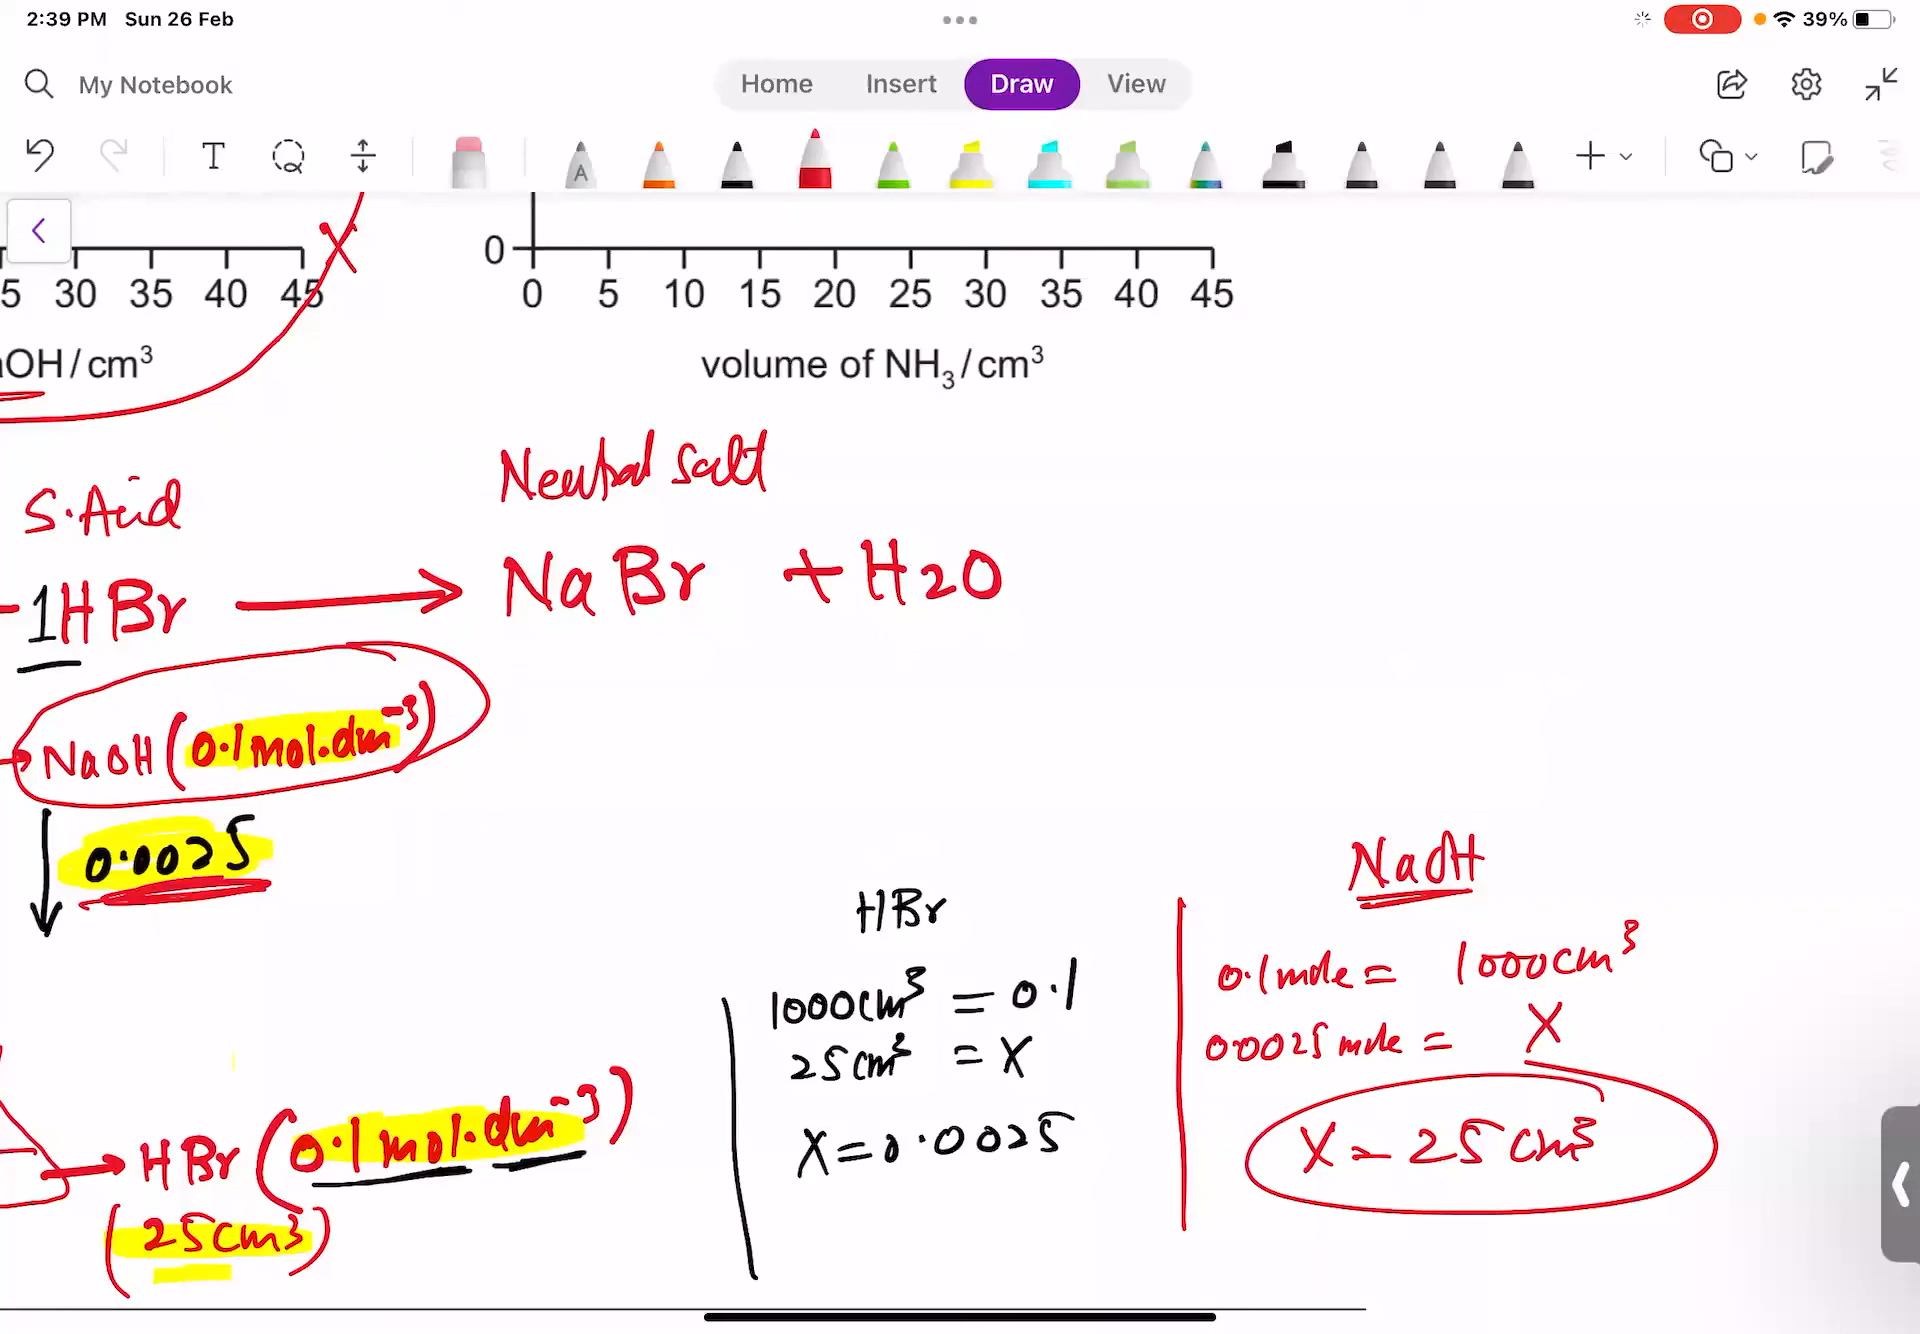 2:39 PM Sun 26 Feb
39%
My Notebook
Home Insert Draw View
T
A
0
5 30 35 40 45
0 5 10 15 20 25 30 35 40 45
OH/cm³
volume of NH₃/cm³
X
S.Acid
Neutral salt
1HBr → NaBr + H2O
→ NaOH (0.1 mol.dm⁻³)
0.0025
HBr
1000cm³ = 0.1
25cm³ = X
X = 0.0025
NaOH
0.1mole = 1000cm³
0.0025 mole = X
X = 25 cm³
→ HBr (0.1 mol.dm⁻³)
(25cm³)